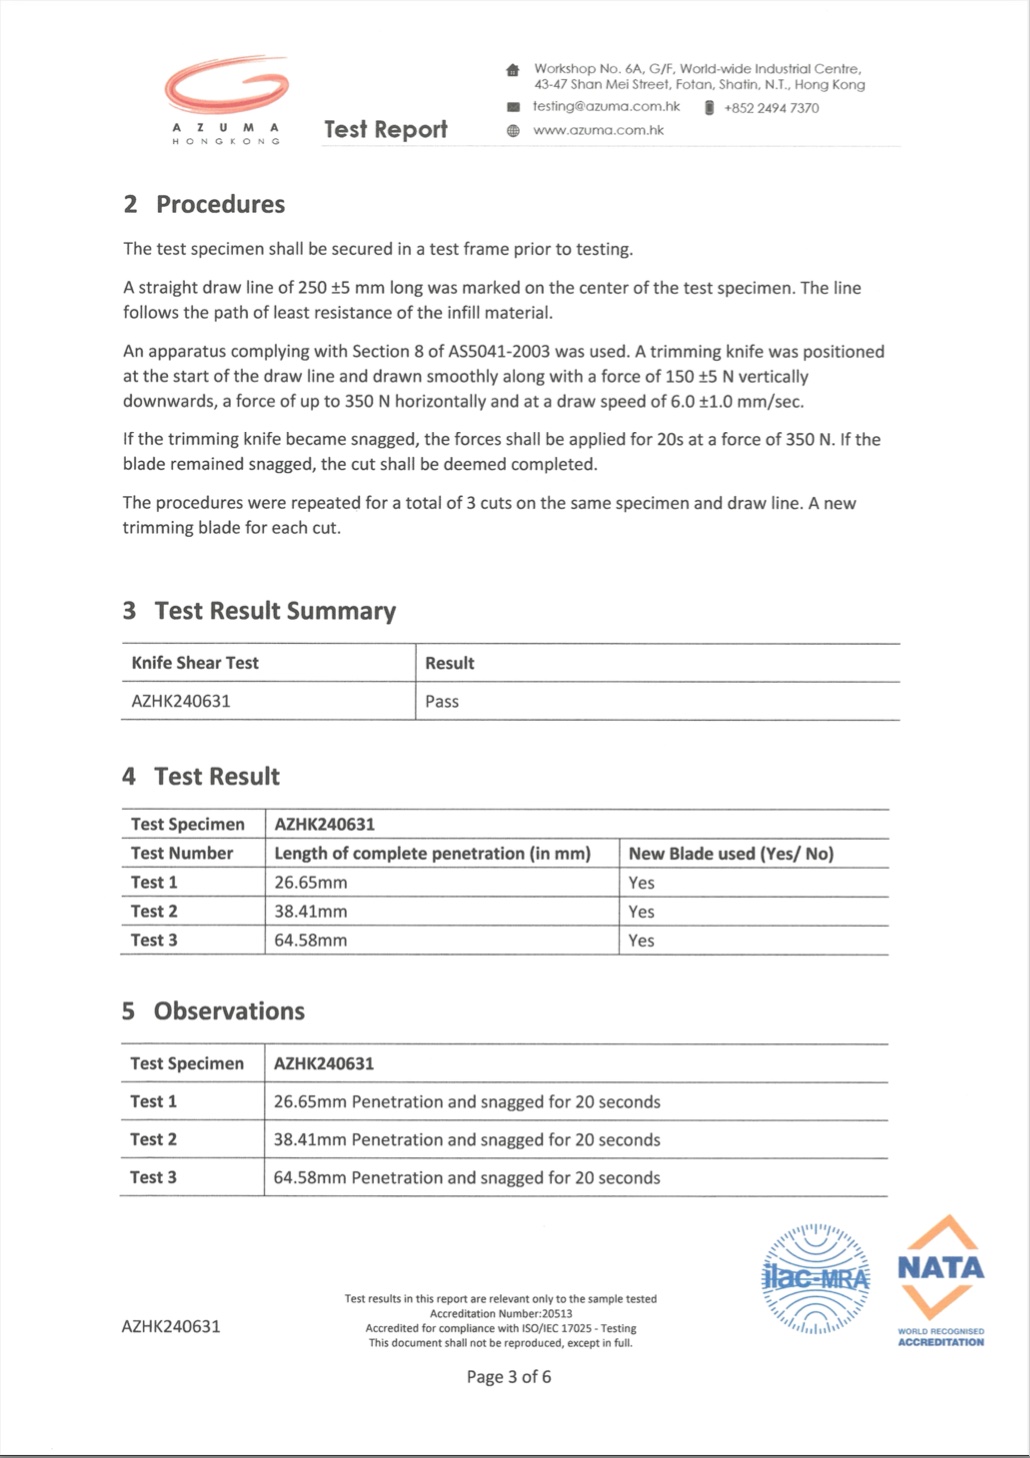 AZUMA
HONGKONG
Test Report
Workshop No. 6A, G/F, World-wide Industrial Centre,
43-47 Shan Mei Street, Fotan, Shatin, N.T., Hong Kong
testing@azuma.com.hk +852 2494 7370
www.azuma.com.hk
2 Procedures
The test specimen shall be secured in a test frame prior to testing.
A straight draw line of 250 ±5 mm long was marked on the center of the test specimen. The line
follows the path of least resistance of the infill material.
An apparatus complying with Section 8 of AS5041-2003 was used. A trimming knife was positioned
at the start of the draw line and drawn smoothly along with a force of 150 ±5 N vertically
downwards, a force of up to 350 N horizontally and at a draw speed of 6.0 ±1.0 mm/sec.
If the trimming knife became snagged, the forces shall be applied for 20s at a force of 350 N. If the
blade remained snagged, the cut shall be deemed completed.
The procedures were repeated for a total of 3 cuts on the same specimen and draw line. A new
trimming blade for each cut.
3 Test Result Summary
Knife Shear Test Result
AZHK240631 Pass
4 Test Result
Test Specimen AZHK240631
Test Number Length of complete penetration (in mm) New Blade used (Yes/ No)
Test 1 26.65mm Yes
Test 2 38.41mm Yes
Test 3 64.58mm Yes
5 Observations
Test Specimen AZHK240631
Test 1 26.65mm Penetration and snagged for 20 seconds
Test 2 38.41mm Penetration and snagged for 20 seconds
Test 3 64.58mm Penetration and snagged for 20 seconds
ilac-MRA
NATA
WORLD RECOGNISED
ACCREDITATION
AZHK240631
Test results in this report are relevant only to the sample tested
Accreditation Number:20513
Accredited for compliance with ISO/IEC 17025 - Testing
This document shall not be reproduced, except in full.
Page 3 of 6